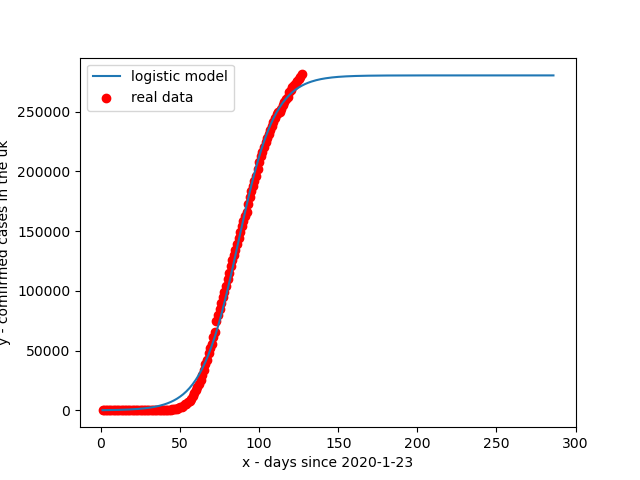 logistic model
real data
250000
200000
150000
100000
50000
0
y - comfirmed cases in the uk
0 50 100 150 200 250 300
x - days since 2020-1-23